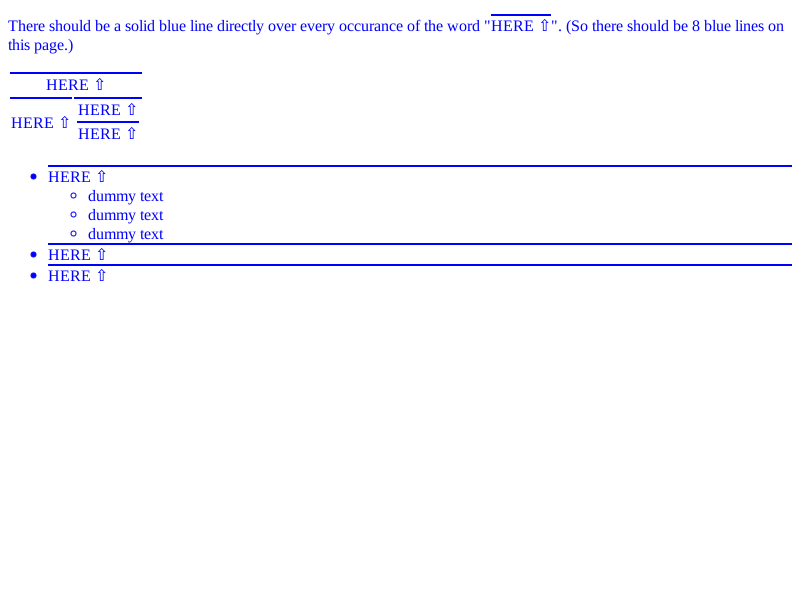 There should be a solid blue line directly over every occurance of the word "HERE ⇧". (So there should be 8 blue lines on
this page.)
HERE ⇧
HERE ⇧
HERE ⇧
HERE ⇧
HERE ⇧
dummy text
dummy text
dummy text
HERE ⇧
HERE ⇧